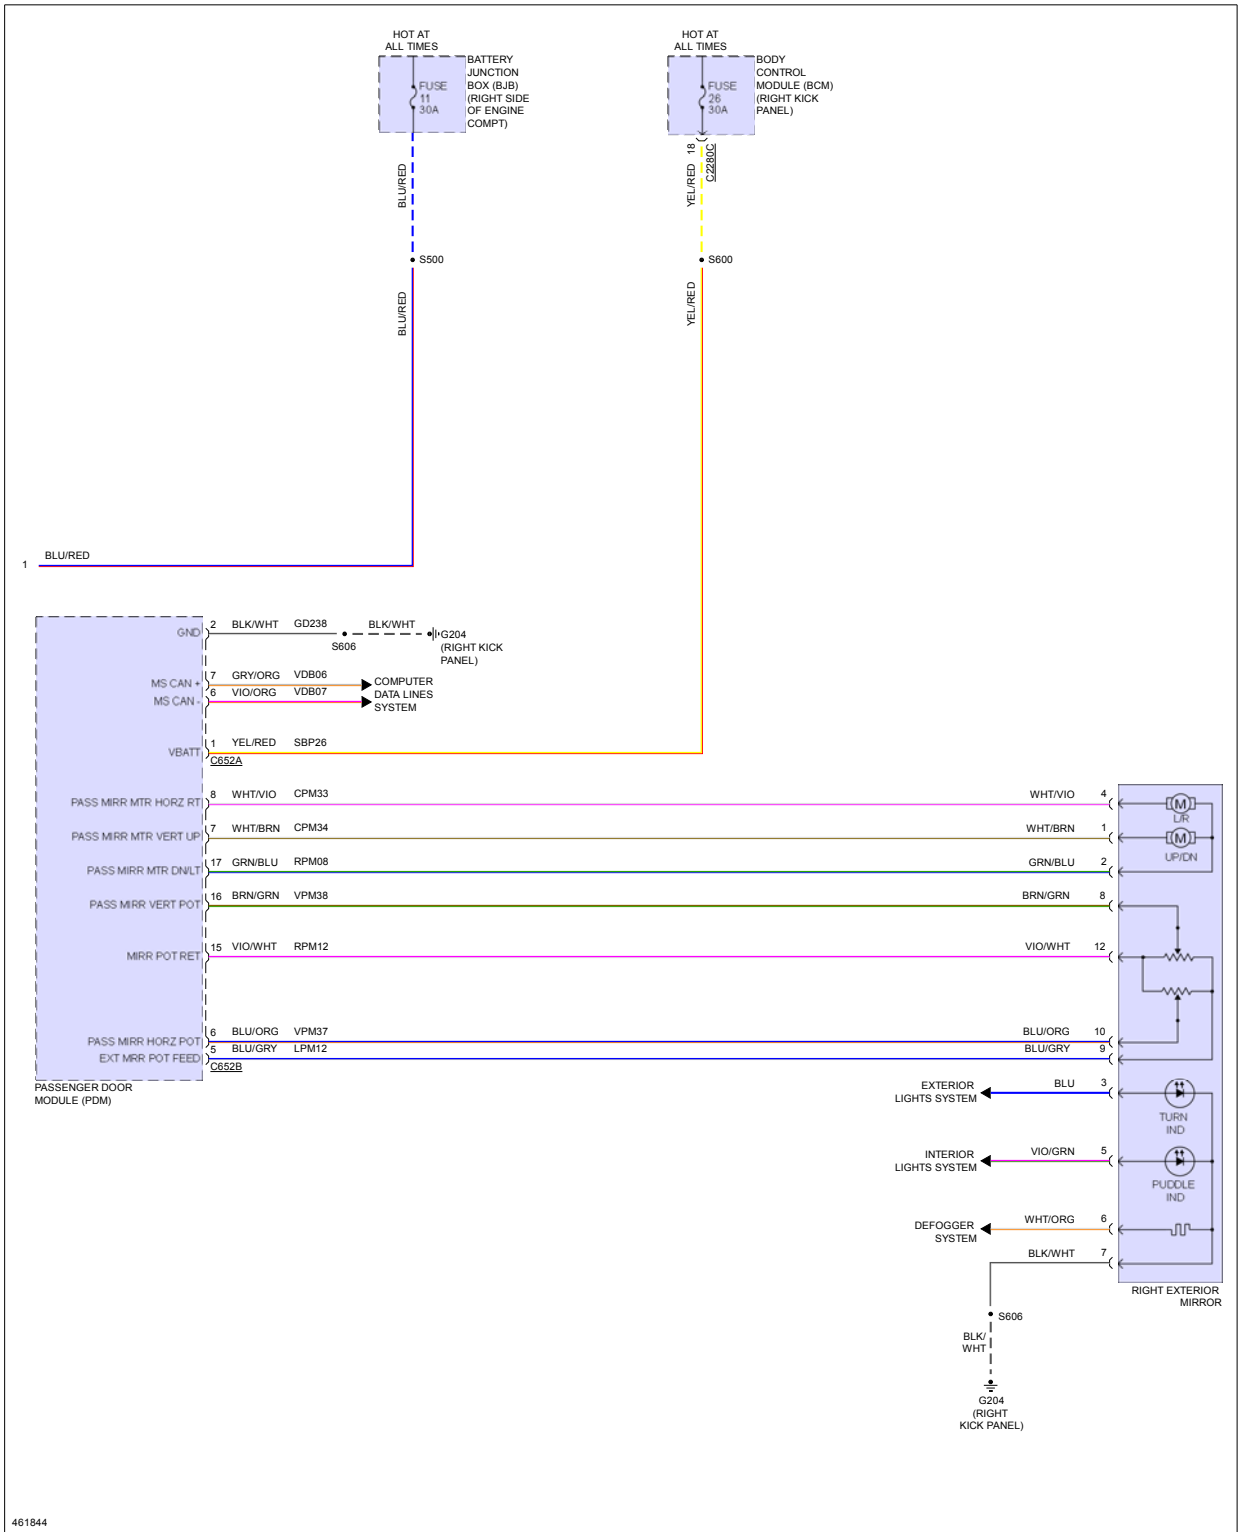 HOT AT
ALL TIMES
FUSE
11
30A
BATTERY
JUNCTION
BOX (BJB)
(RIGHT SIDE
OF ENGINE
COMPT)
BLU/RED
S500
BLU/RED
HOT AT
ALL TIMES
FUSE
26
30A
BODY
CONTROL
MODULE (BCM)
(RIGHT KICK
PANEL)
18
C2280C
YEL/RED
S600
YEL/RED
1
BLU/RED
GND
2 BLK/WHT GD238
S606
BLK/WHT
G204
(RIGHT KICK
PANEL)
MS CAN +
7 GRY/ORG VDB06
MS CAN -
6 VIO/ORG VDB07
COMPUTER
DATA LINES
SYSTEM
VBATT
1 YEL/RED SBP26
C652A
PASS MIRR MTR HORZ RT
8 WHT/VIO CPM33
WHT/VIO 4
PASS MIRR MTR VERT UP
7 WHT/BRN CPM34
WHT/BRN 1
PASS MIRR MTR DN/LT
17 GRN/BLU RPM08
GRN/BLU 2
PASS MIRR VERT POT
16 BRN/GRN VPM38
BRN/GRN 8
MIRR POT RET
15 VIO/WHT RPM12
VIO/WHT 12
PASS MIRR HORZ POT
6 BLU/ORG VPM37
BLU/ORG 10
EXT MRR POT FEED
5 BLU/GRY LPM12
BLU/GRY 9
C652B
PASSENGER DOOR
MODULE (PDM)
M
L/R
M
UP/DN
EXTERIOR
LIGHTS SYSTEM
BLU 3
TURN
IND
INTERIOR
LIGHTS SYSTEM
VIO/GRN 5
PUDDLE
IND
DEFOGGER
SYSTEM
WHT/ORG 6
BLK/WHT 7
RIGHT EXTERIOR
MIRROR
S606
BLK/
WHT
G204
(RIGHT
KICK PANEL)
461844